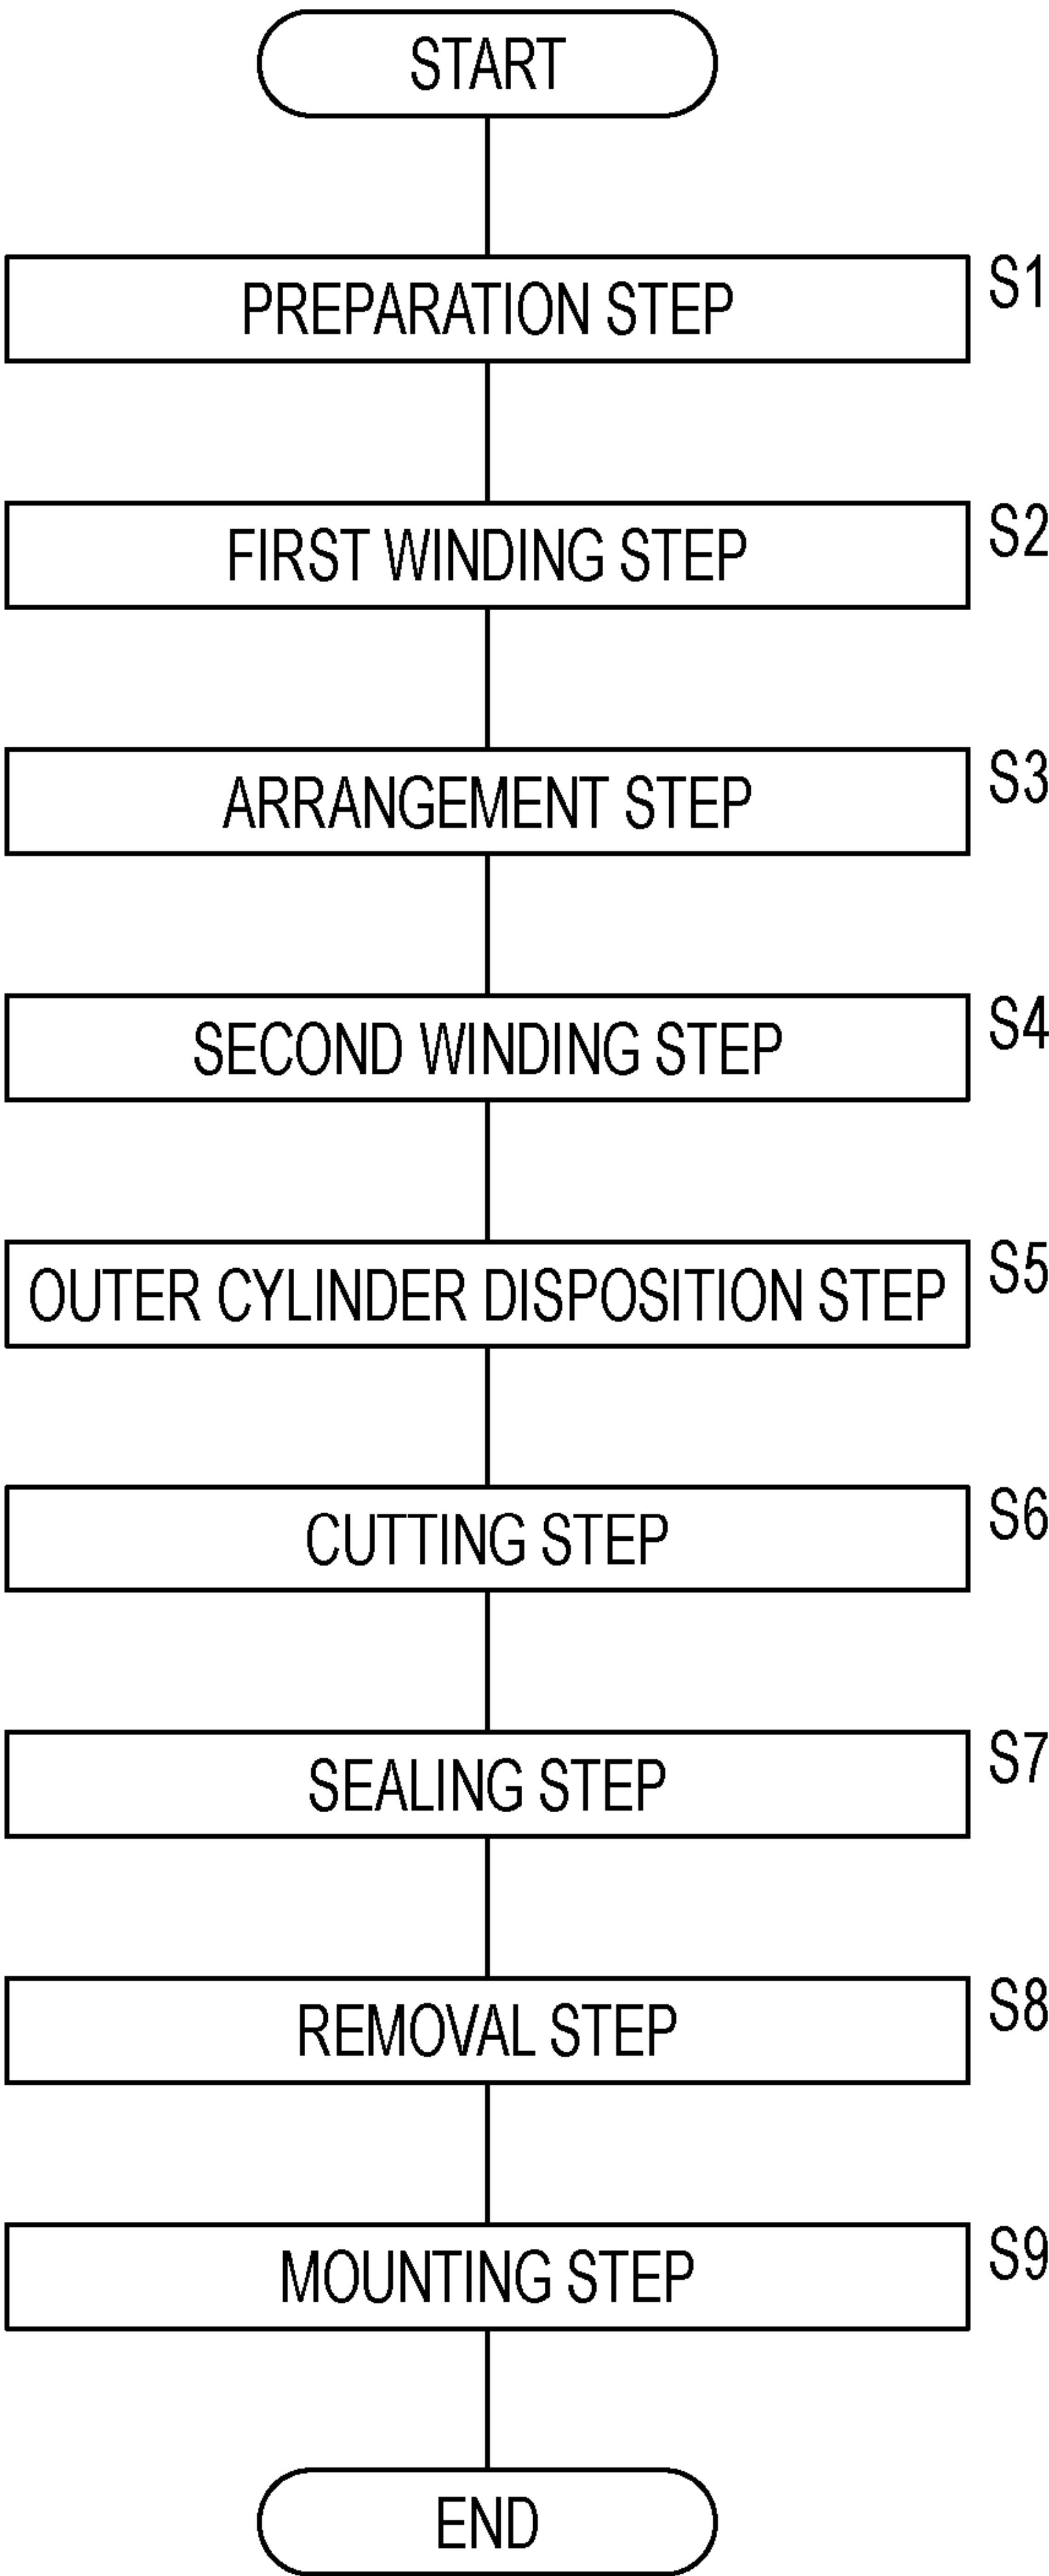 START
PREPARATION STEP S1
FIRST WINDING STEP S2
ARRANGEMENT STEP S3
SECOND WINDING STEP S4
OUTER CYLINDER DISPOSITION STEP S5
CUTTING STEP S6
SEALING STEP S7
REMOVAL STEP S8
MOUNTING STEP S9
END